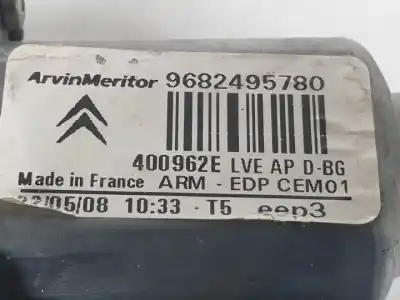 ArvinMeritor 9682495780
400962E LVE AP D-BG
Made in France ARM - EDP CEM01
/05/08 10:33 - T5 eep3